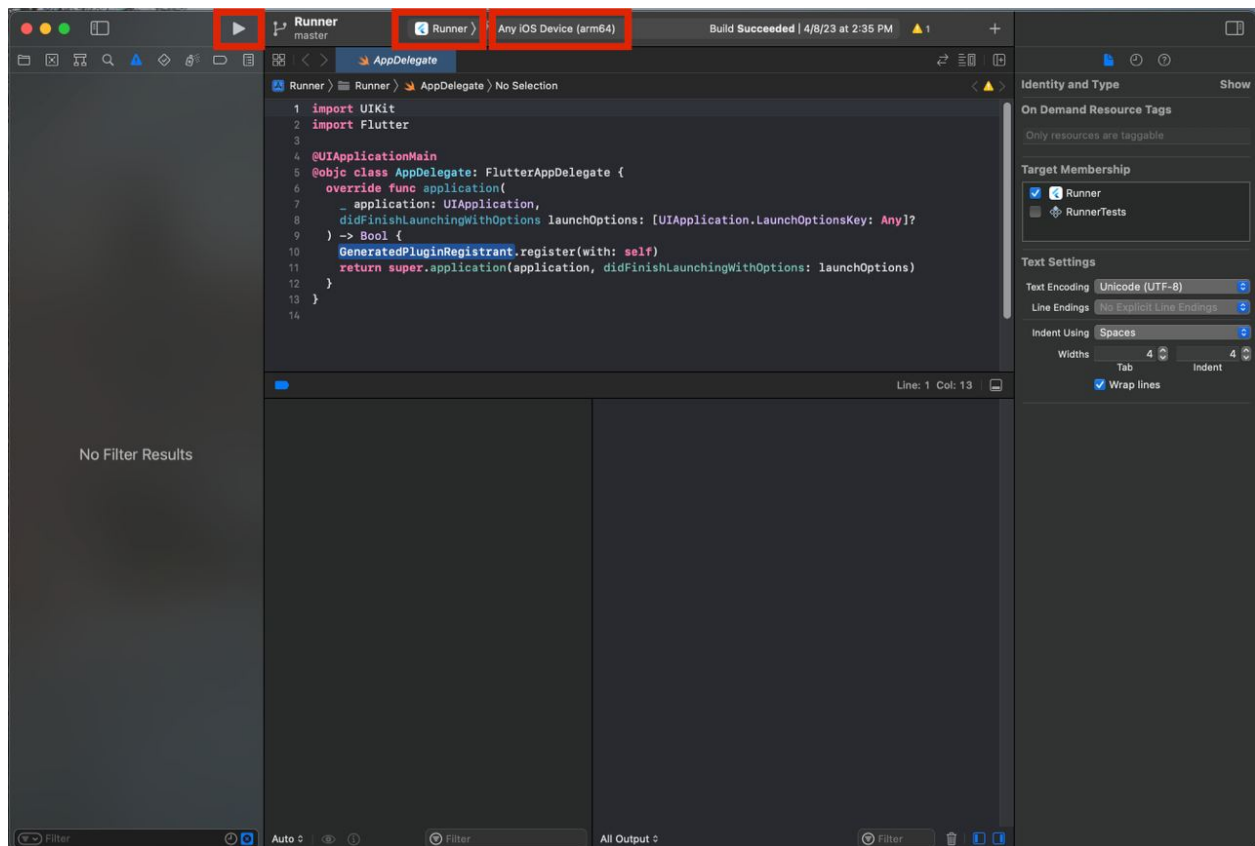 Runner
master
Runner 〉 Any iOS Device (arm64)
Build Succeeded | 4/8/23 at 2:35 PM
1
AppDelegate
Runner 〉 Runner 〉 AppDelegate 〉 No Selection
1 import UIKit
2 import Flutter
3
4 @UIApplicationMain
5 @objc class AppDelegate: FlutterAppDelegate {
6   override func application(
7     _ application: UIApplication,
8     didFinishLaunchingWithOptions launchOptions: [UIApplication.LaunchOptionsKey: Any]?
9   ) -> Bool {
10     GeneratedPluginRegistrant.register(with: self)
11     return super.application(application, didFinishLaunchingWithOptions: launchOptions)
12   }
13 }
14
Line: 1 Col: 13
No Filter Results
Filter
Auto
Filter
All Output
Filter
Identity and Type Show
On Demand Resource Tags
Only resources are taggable
Target Membership
Runner
RunnerTests
Text Settings
Text Encoding Unicode (UTF-8)
Line Endings No Explicit Line Endings
Indent Using Spaces
Widths 4 4
Tab Indent
Wrap lines